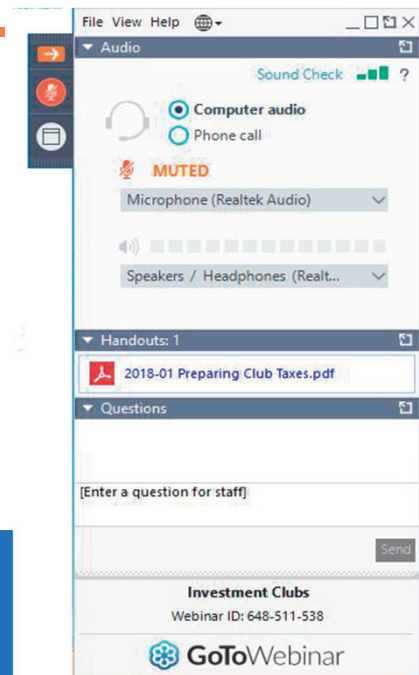 File View Help
Audio
Sound Check ?
Computer audio
Phone call
MUTED
Microphone (Realtek Audio)
Speakers / Headphones (Realt...
Handouts: 1
2018-01 Preparing Club Taxes.pdf
Questions
[Enter a question for staff]
Send
Investment Clubs
Webinar ID: 648-511-538
GoToWebinar